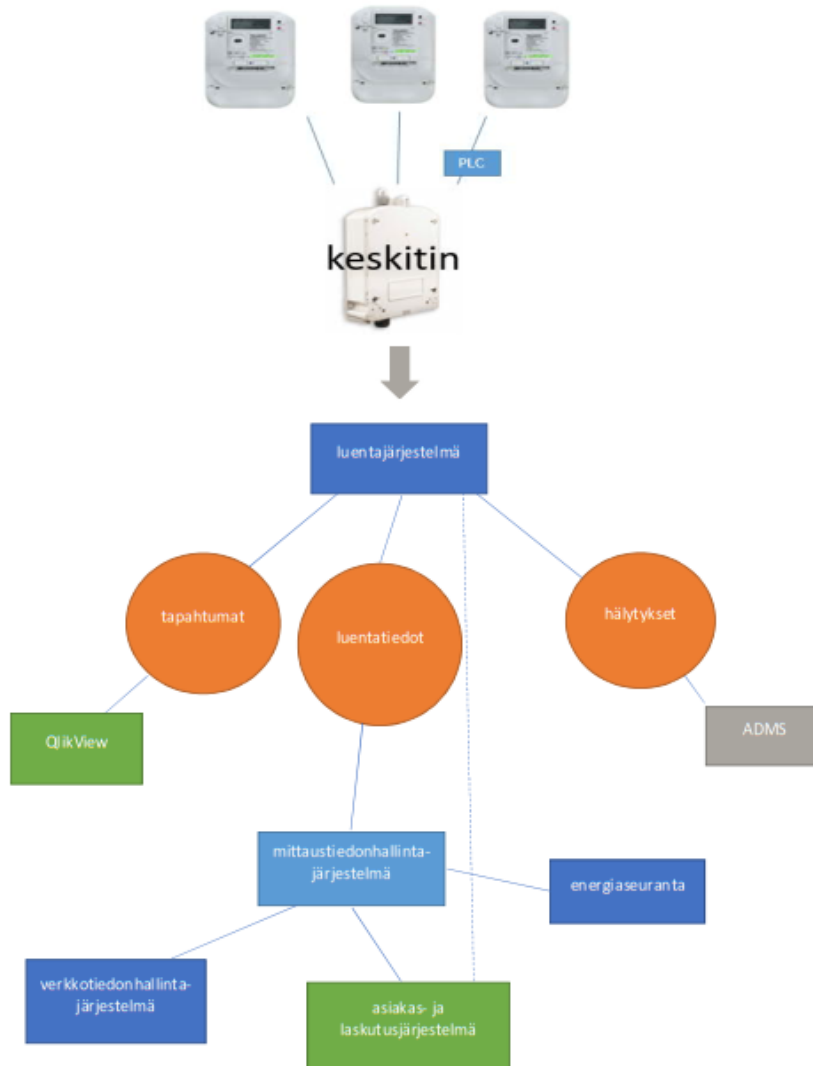 PLC
keskitin
luentajärjestelmä
tapahtumat
luentatiedot
hälytykset
QlikView
ADMS
mittaustiedonhallinta-
järjestelmä
energiaseuranta
verkkotiedonhallinta-
järjestelmä
asiakas- ja
laskutusjärjestelmä